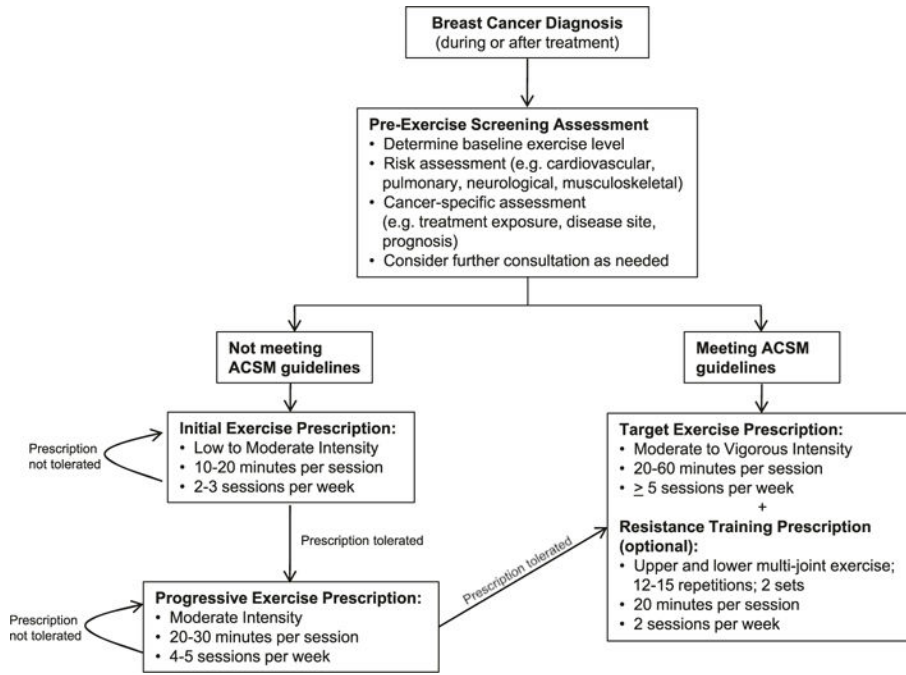 Breast Cancer Diagnosis
(during or after treatment)
Pre-Exercise Screening Assessment
• Determine baseline exercise level
• Risk assessment (e.g. cardiovascular,
pulmonary, neurological, musculoskeletal)
• Cancer-specific assessment
(e.g. treatment exposure, disease site,
prognosis)
• Consider further consultation as needed
Not meeting
ACSM guidelines
Meeting ACSM
guidelines
Prescription
not tolerated
Initial Exercise Prescription:
• Low to Moderate Intensity
• 10-20 minutes per session
• 2-3 sessions per week
Prescription tolerated
Prescription
not tolerated
Progressive Exercise Prescription:
• Moderate Intensity
• 20-30 minutes per session
• 4-5 sessions per week
Prescription tolerated
Target Exercise Prescription:
• Moderate to Vigorous Intensity
• 20-60 minutes per session
• ≥ 5 sessions per week
+
Resistance Training Prescription
(optional):
• Upper and lower multi-joint exercise;
12-15 repetitions; 2 sets
• 20 minutes per session
• 2 sessions per week